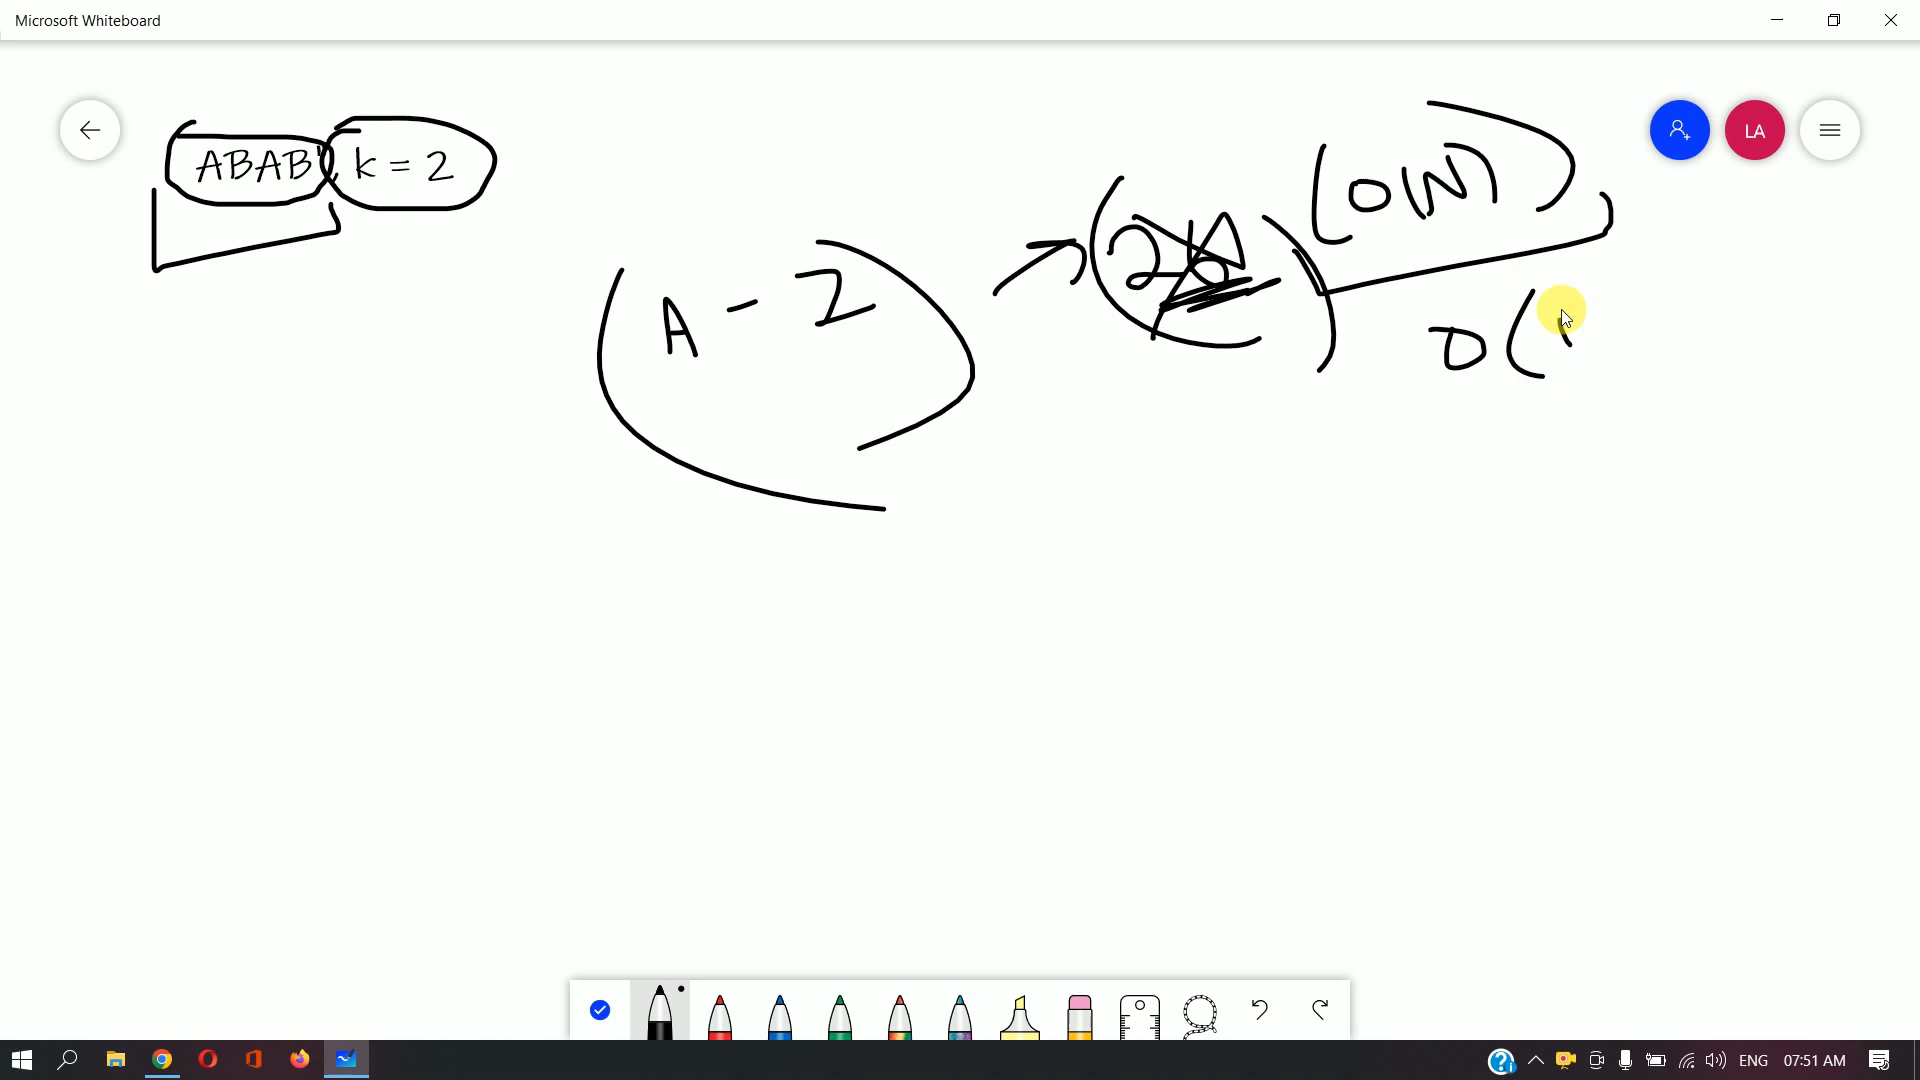 Microsoft Whiteboard
LA
ABAB", k = 2
(O(N))
A - Z
26
O(
ENG 07:51 AM